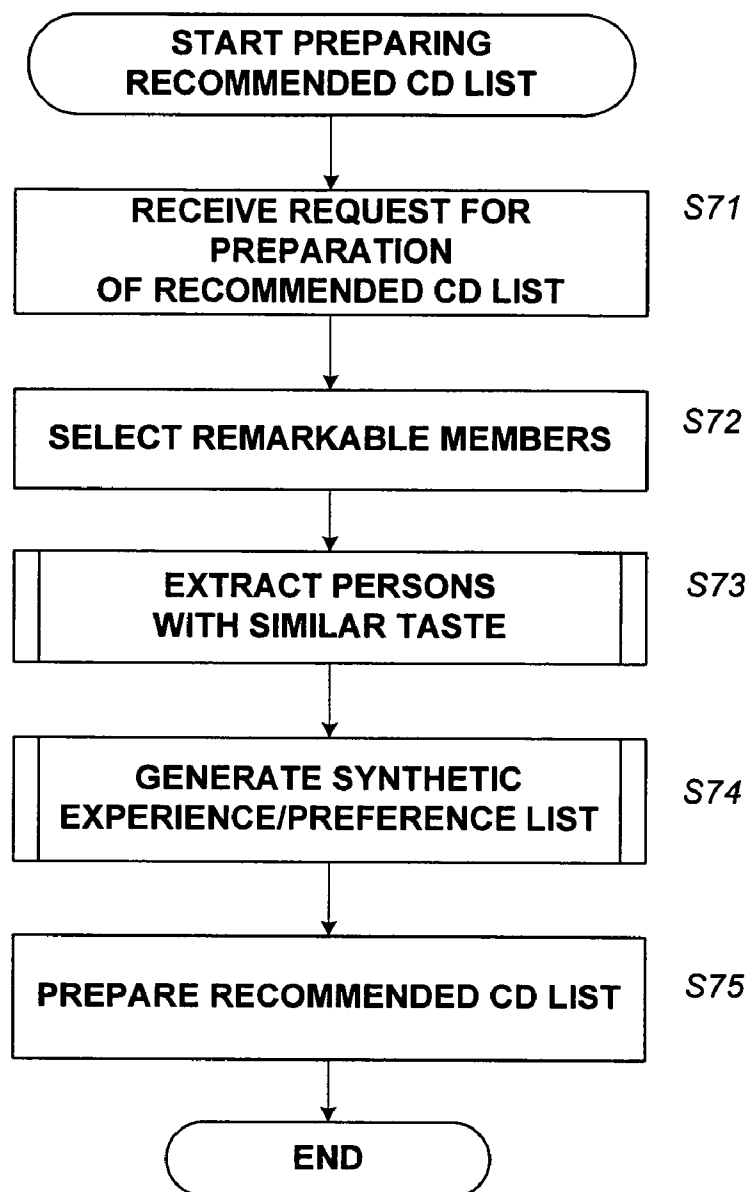 START PREPARING
RECOMMENDED CD LIST
RECEIVE REQUEST FOR
PREPARATION
OF RECOMMENDED CD LIST
S71
SELECT REMARKABLE MEMBERS
S72
EXTRACT PERSONS
WITH SIMILAR TASTE
S73
GENERATE SYNTHETIC
EXPERIENCE/PREFERENCE LIST
S74
PREPARE RECOMMENDED CD LIST
S75
END